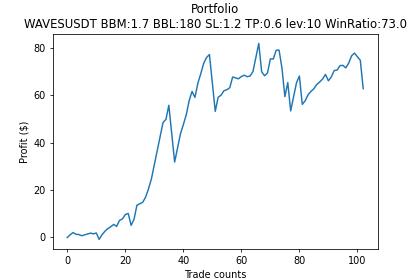 Portfolio
WAVESUSDT BBM:1.7 BBL:180 SL:1.2 TP:0.6 lev:10 WinRatio:73.0
80
60
40
20
0
Profit ($)
0 20 40 60 80 100
Trade counts